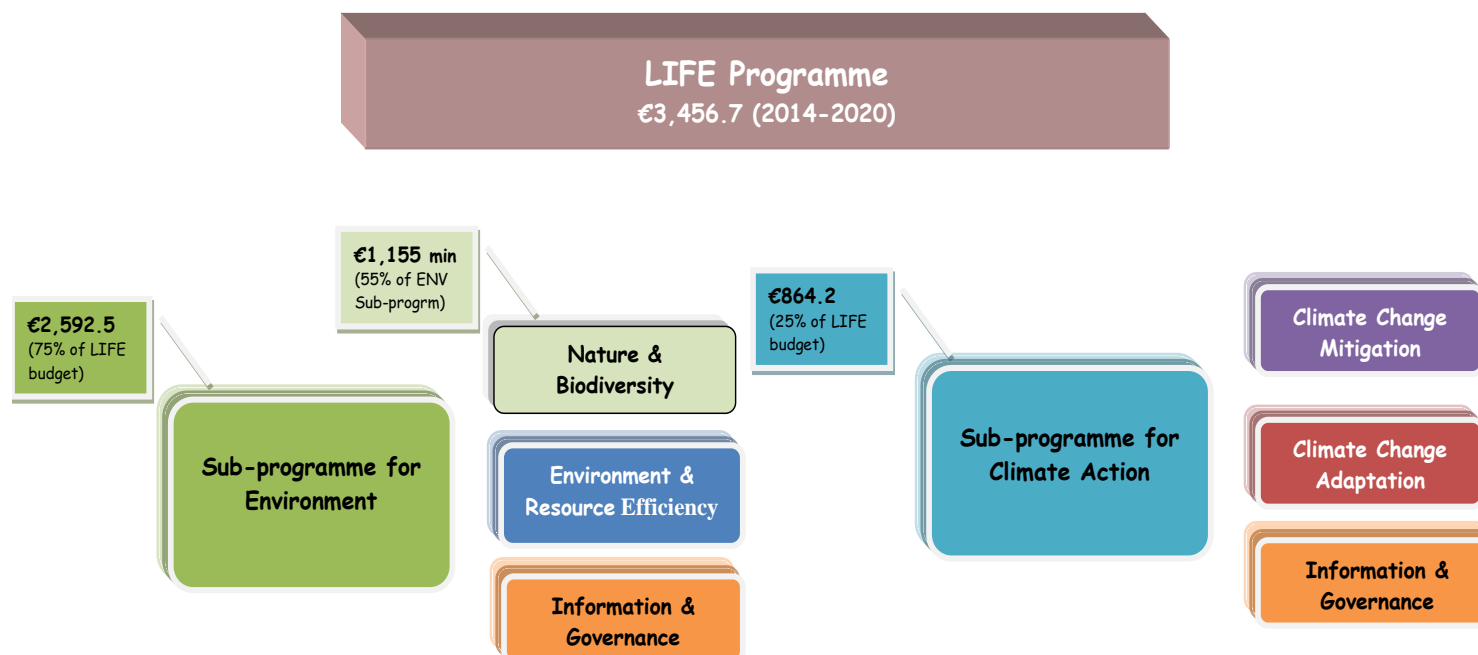 LIFE Programme
€3,456.7 (2014-2020)
€2,592.5
(75% of LIFE
budget)
Sub-programme for
Environment
€1,155 min
(55% of ENV
Sub-progrm)
Nature &
Biodiversity
Environment &
Resource Efficiency
Information &
Governance
€864.2
(25% of LIFE
budget)
Sub-programme for
Climate Action
Climate Change
Mitigation
Climate Change
Adaptation
Information &
Governance